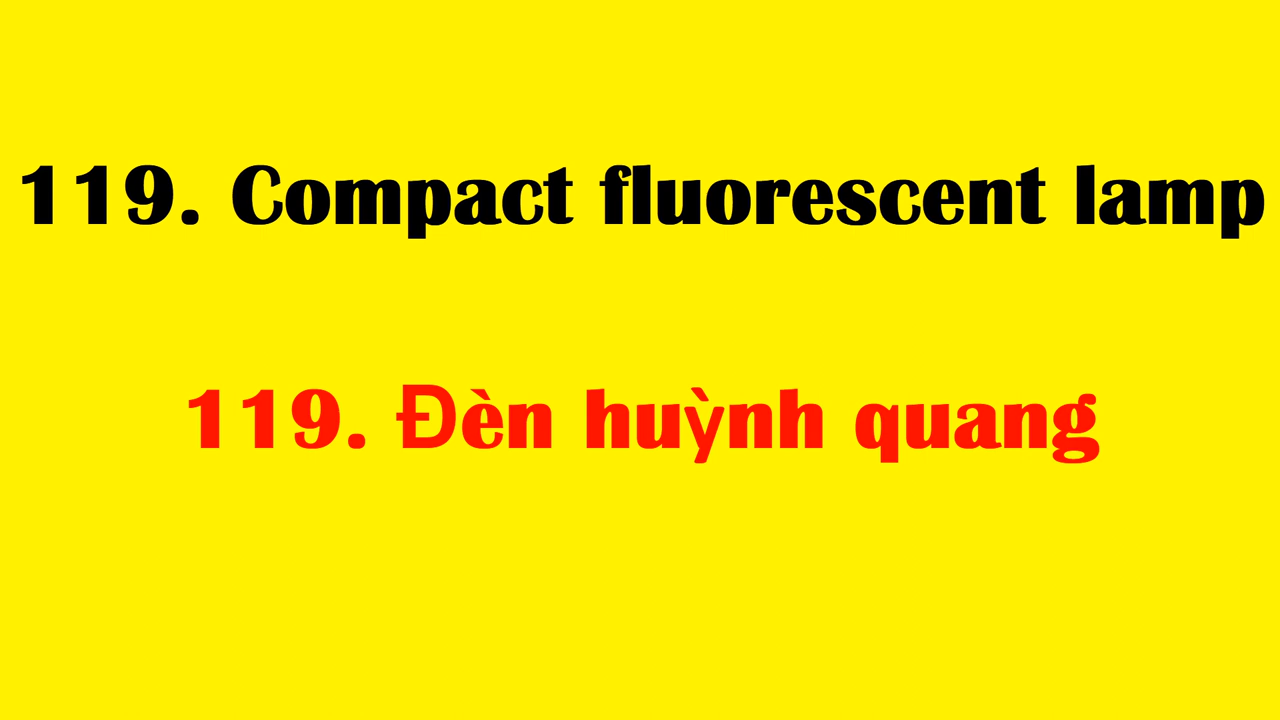 119. Compact fluorescent lamp
119. Đèn huỳnh quang